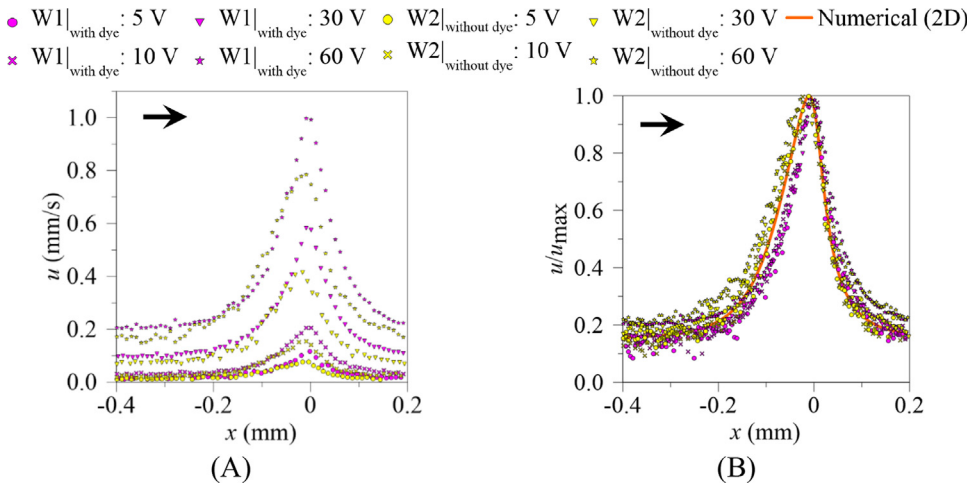 W1|with dye: 5 V W1|with dye: 30 V W2|without dye: 5 V W2|without dye: 30 V Numerical (2D)
W1|with dye: 10 V W1|with dye: 60 V W2|without dye: 10 V W2|without dye: 60 V
1.0
0.8
0.6
0.4
0.2
0.0
u (mm/s)
-0.4 -0.2 0 0.2
x (mm)
(A)
1.0
0.8
0.6
0.4
0.2
0.0
u/umax
-0.4 -0.2 0 0.2
x (mm)
(B)